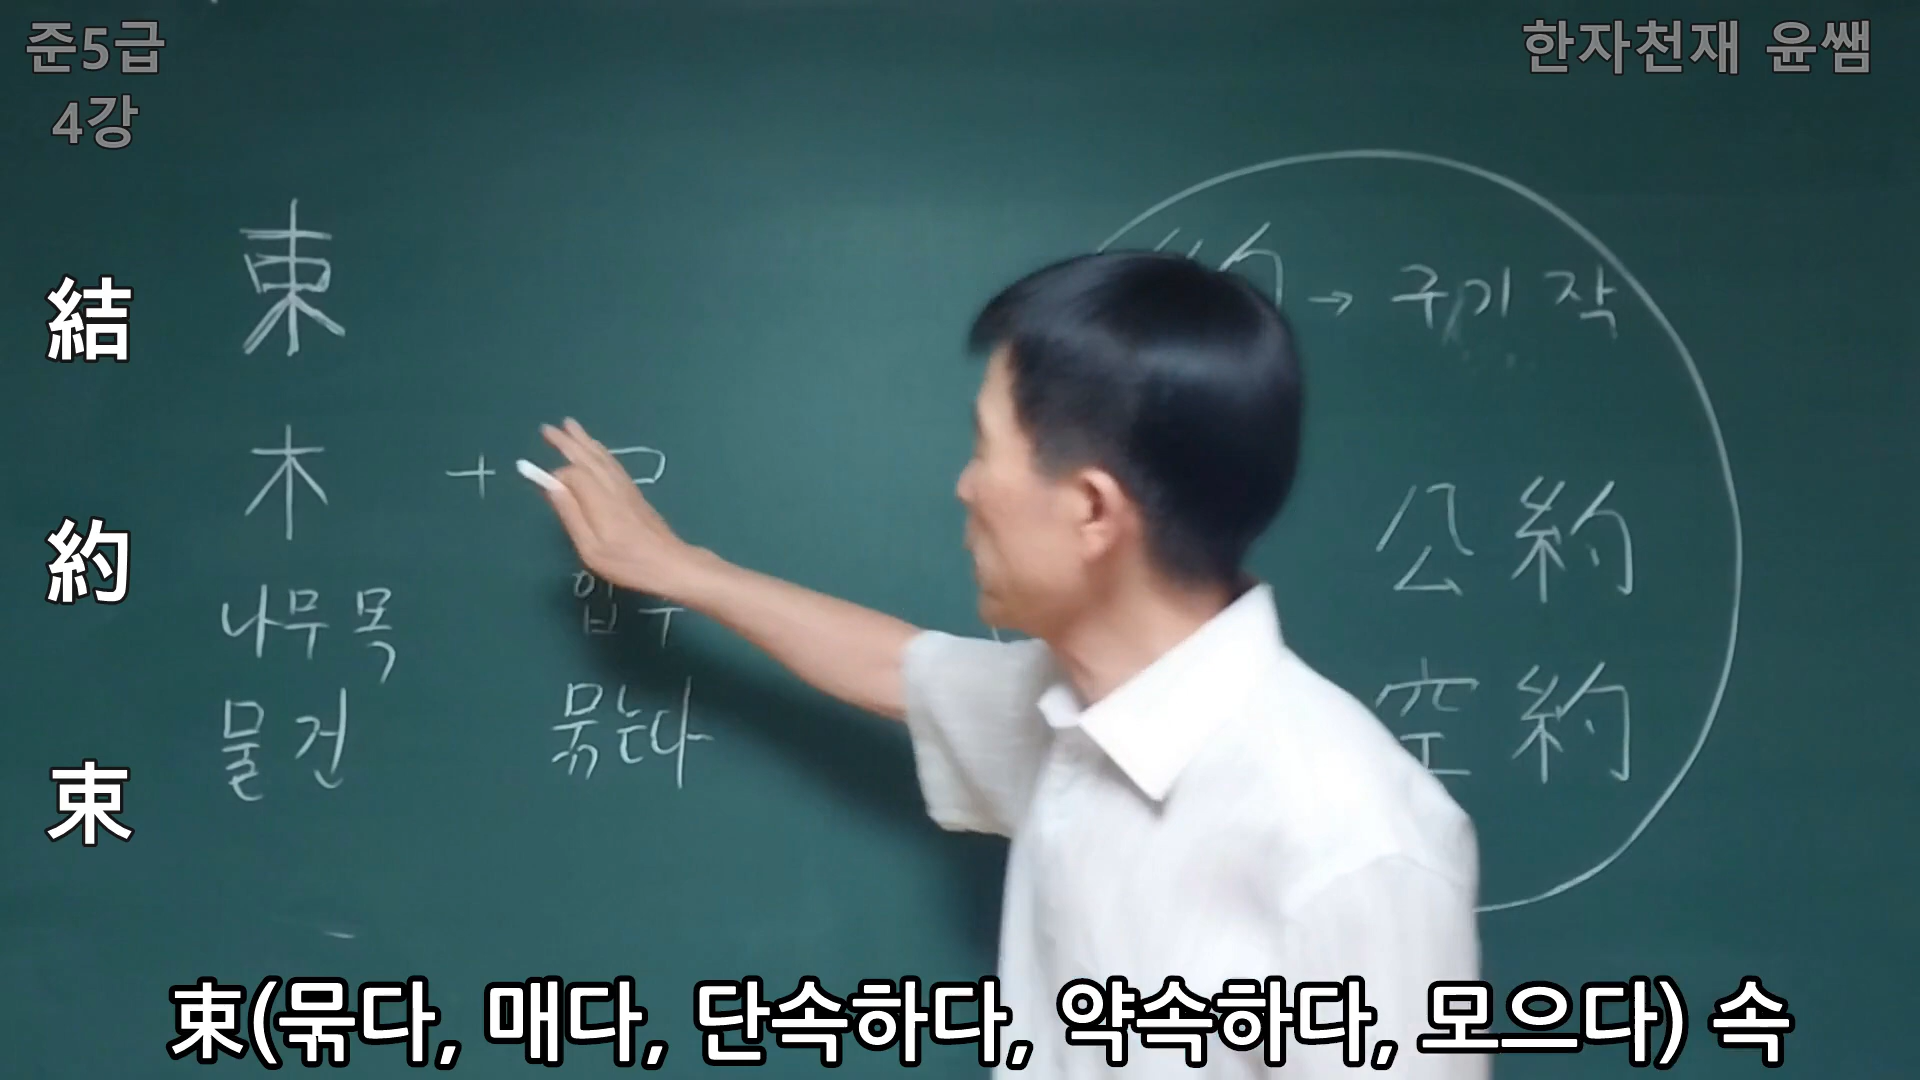 준5급
4강
한자천재 윤쌤
結
約
束
束
木 +
나무 목
물건
입
묶는다
→ 구기 작
公約
空約
束(묶다, 매다, 단속하다, 약속하다, 모으다) 속